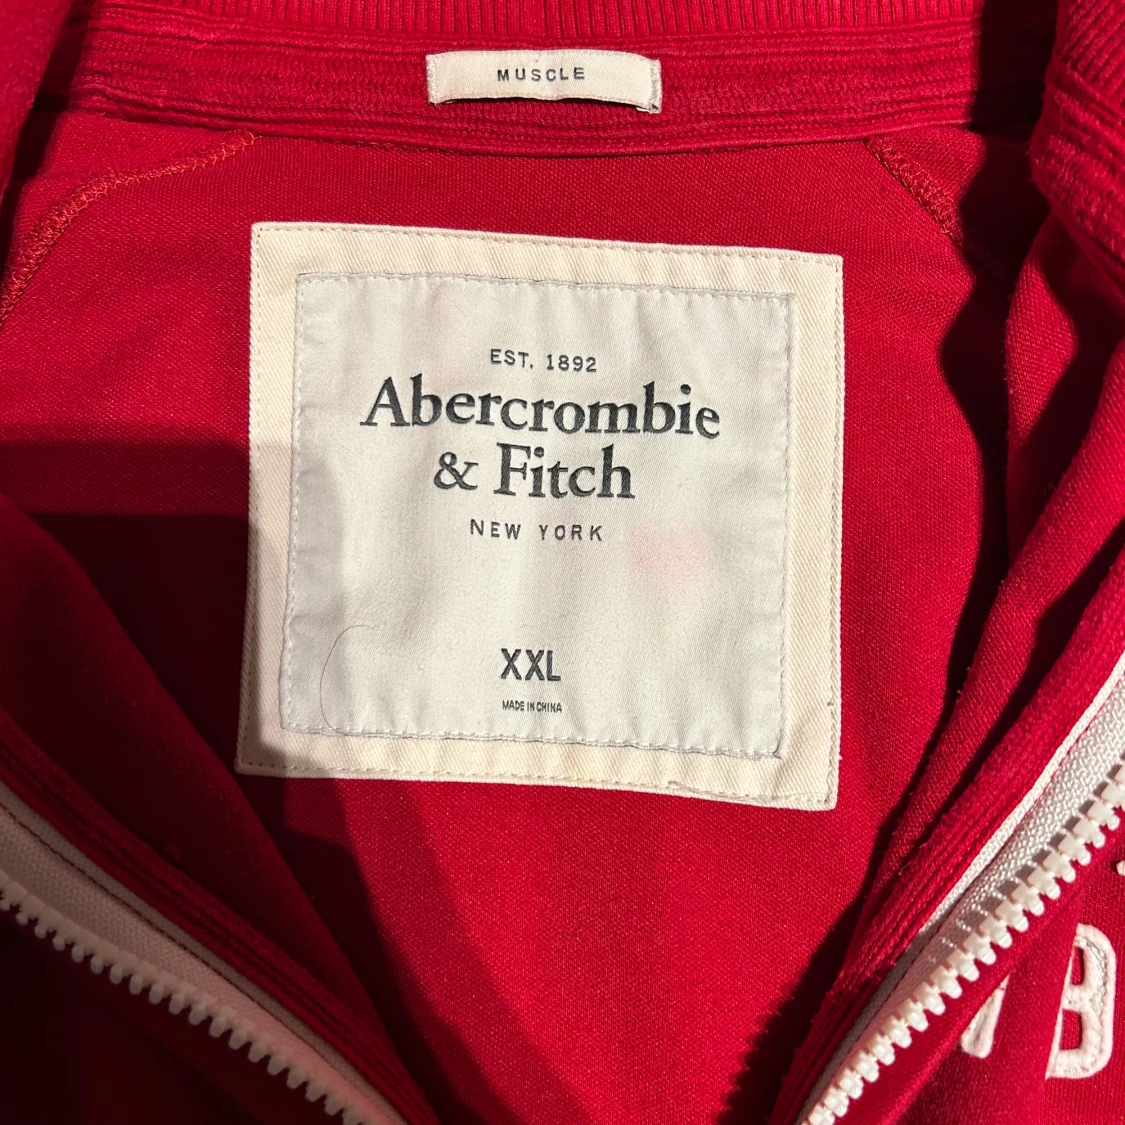 MUSCLE
EST. 1892
Abercrombie
& Fitch
NEW YORK
XXL
MADE IN CHINA
B